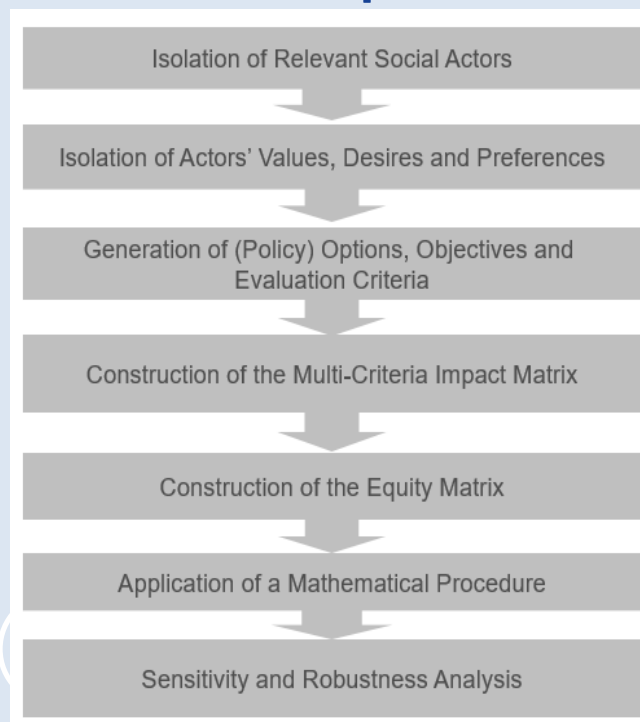 Isolation of Relevant Social Actors
Isolation of Actors’ Values, Desires and Preferences
Generation of (Policy) Options, Objectives and
Evaluation Criteria
Construction of the Multi-Criteria Impact Matrix
Construction of the Equity Matrix
Application of a Mathematical Procedure
Sensitivity and Robustness Analysis